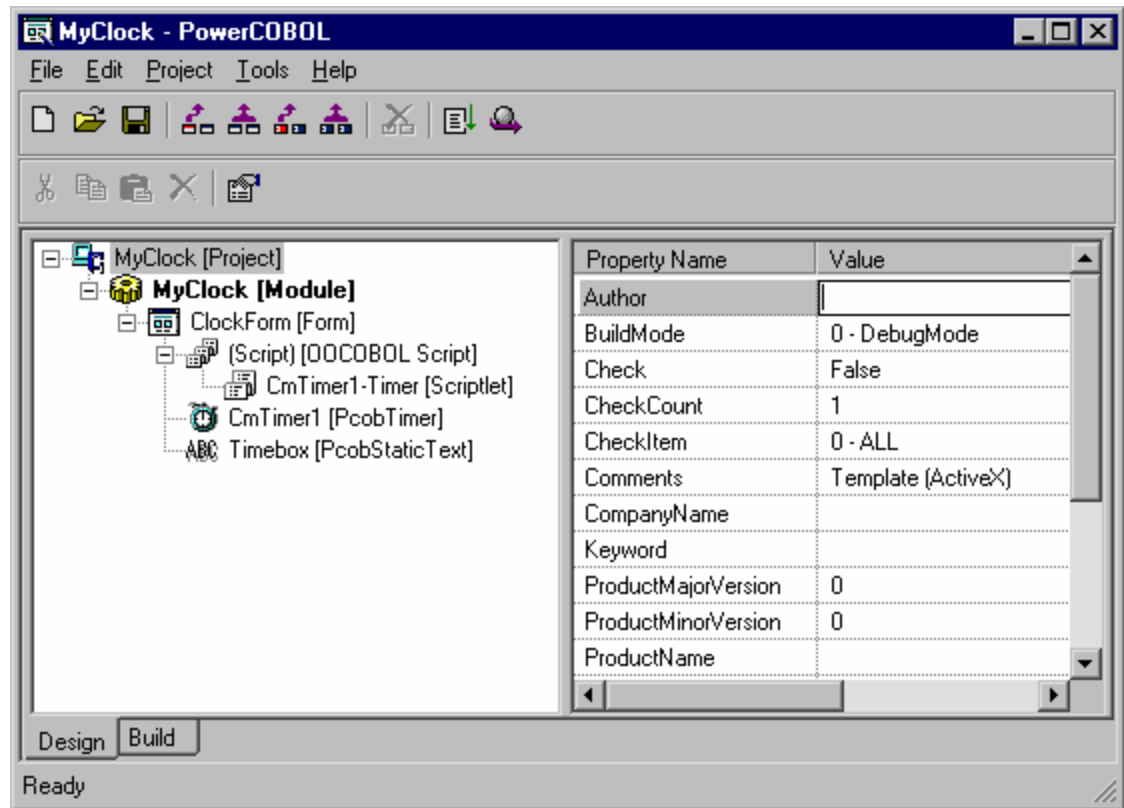 MyClock - PowerCOBOL
File Edit Project Tools Help
MyClock [Project]
MyClock [Module]
ClockForm [Form]
(Script) [OOCOBOL Script]
CmTimer1-Timer [Scriptlet]
CmTimer1 [PcobTimer]
ABC Timebox [PcobStaticText]
Property Name Value
Author
BuildMode 0 - DebugMode
Check False
CheckCount 1
CheckItem 0 - ALL
Comments Template (ActiveX)
CompanyName
Keyword
ProductMajorVersion 0
ProductMinorVersion 0
ProductName
Design Build
Ready